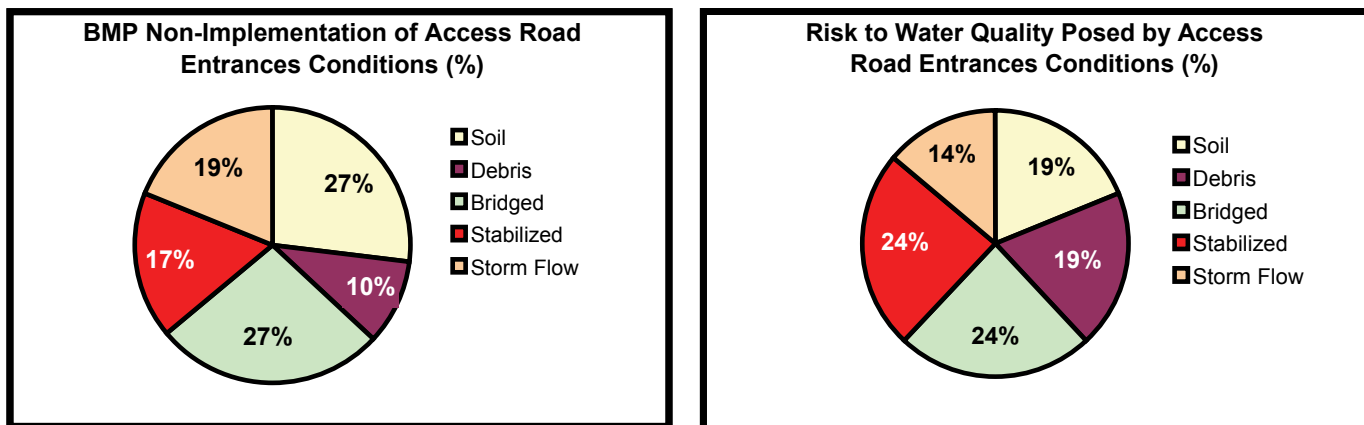 BMP Non-Implementation of Access Road
Entrances Conditions (%)
19%
27%
17%
10%
27%
Soil
Debris
Bridged
Stabilized
Storm Flow
Risk to Water Quality Posed by Access
Road Entrances Conditions (%)
14%
19%
24%
19%
24%
Soil
Debris
Bridged
Stabilized
Storm Flow